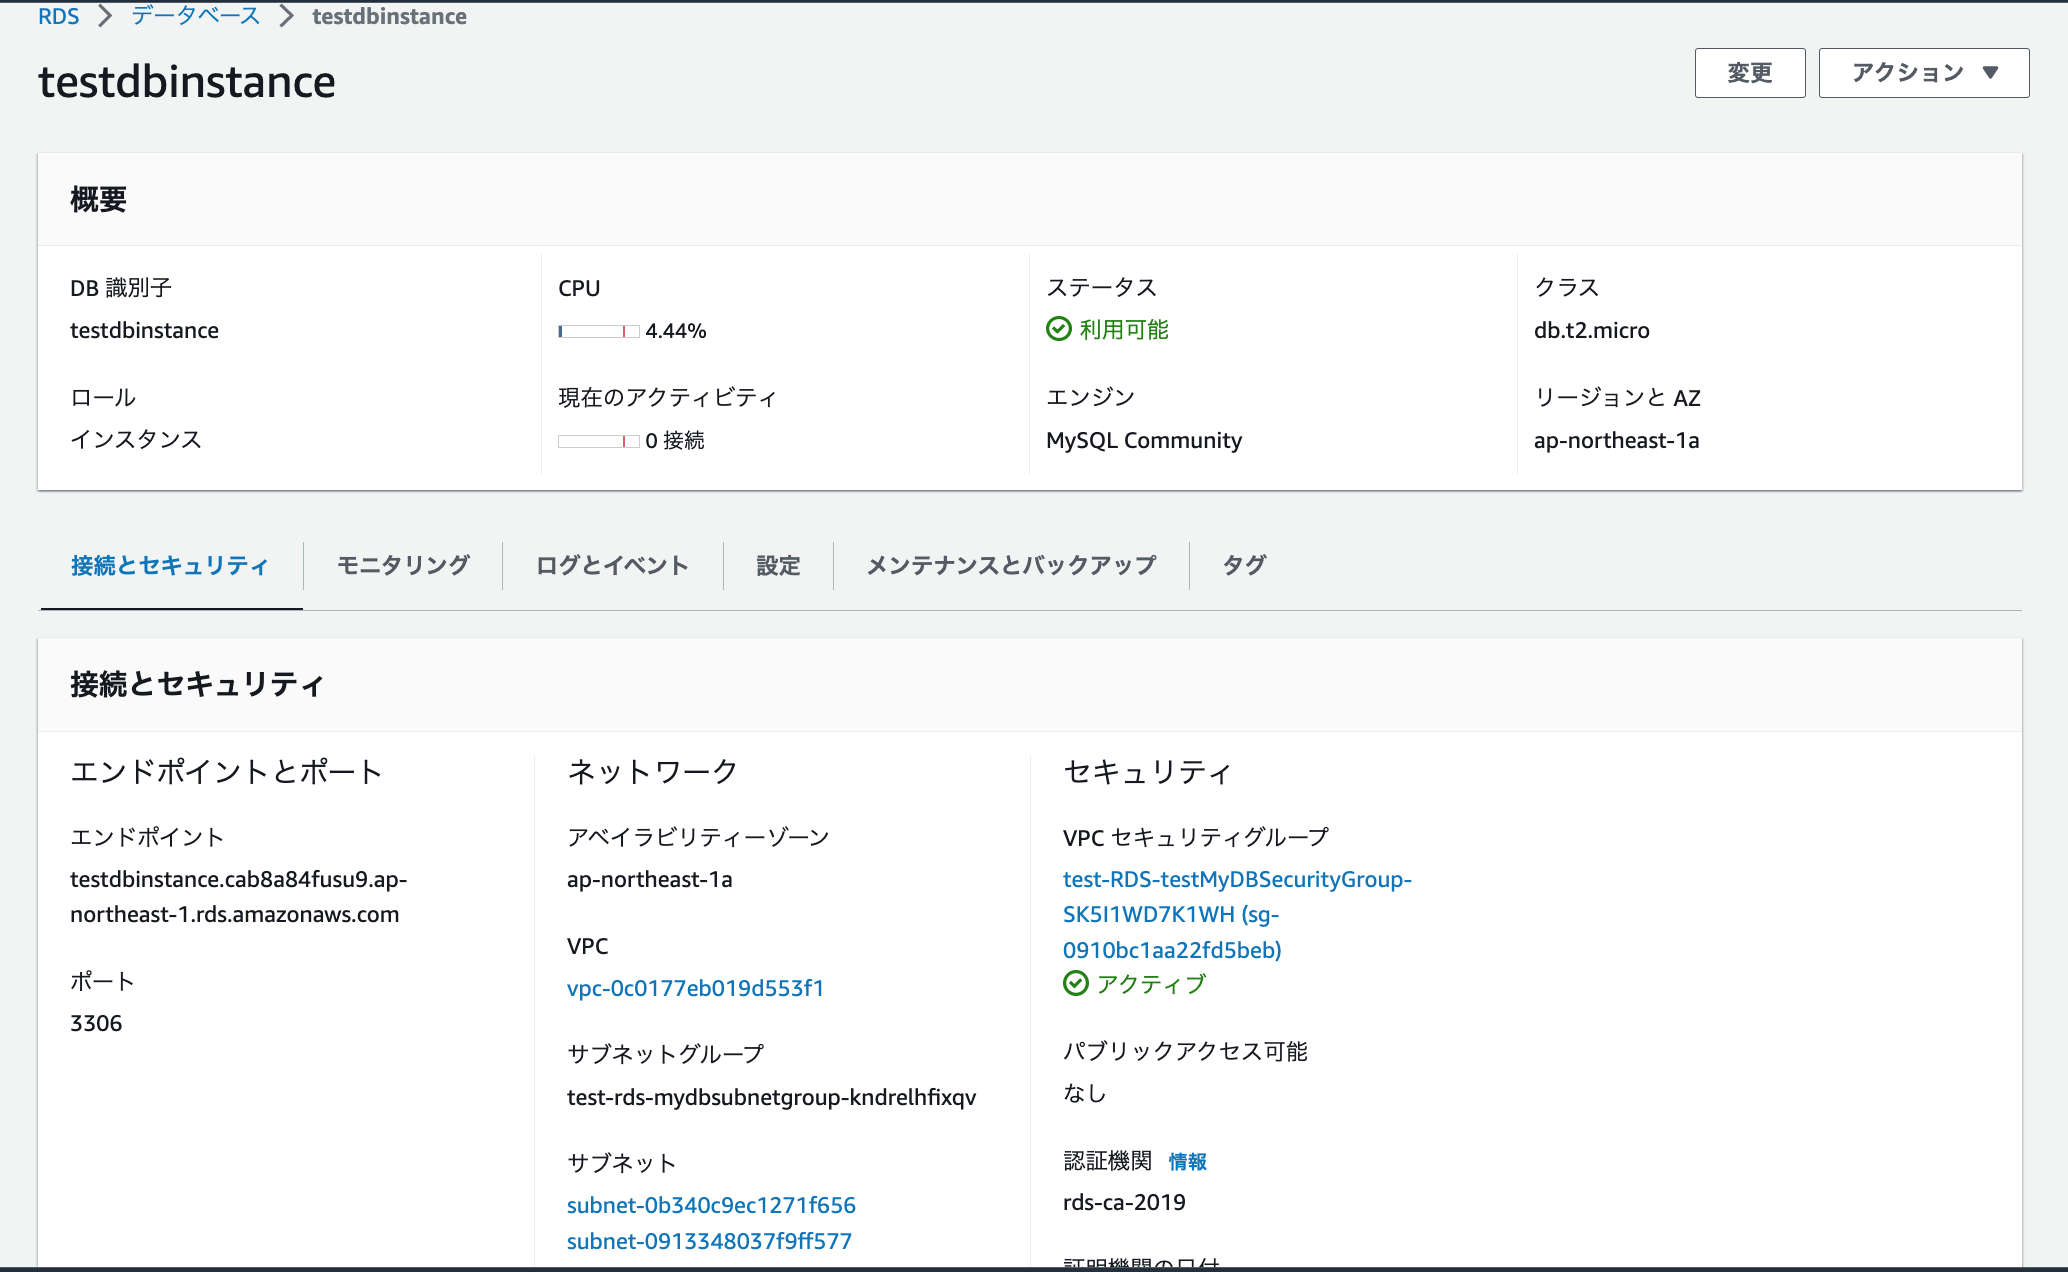 RDS データベース testdbinstance
testdbinstance
変更 アクション ▼
概要
DB 識別子
testdbinstance
ロール
インスタンス
CPU
4.44%
現在のアクティビティ
0 接続
ステータス
利用可能
エンジン
MySQL Community
クラス
db.t2.micro
リージョンと AZ
ap-northeast-1a
接続とセキュリティ モニタリング ログとイベント 設定 メンテナンスとバックアップ タグ
接続とセキュリティ
エンドポイントとポート
エンドポイント
testdbinstance.cab8a84fusu9.ap-
northeast-1.rds.amazonaws.com
ポート
3306
ネットワーク
アベイラビリティーゾーン
ap-northeast-1a
VPC
vpc-0c0177eb019d553f1
サブネットグループ
test-rds-mydbsubnetgroup-kndrelhfixqv
サブネット
subnet-0b340c9ec1271f656
subnet-0913348037f9ff577
セキュリティ
VPC セキュリティグループ
test-RDS-testMyDBSecurityGroup-
SK5I1WD7K1WH (sg-
0910bc1aa22fd5beb)
アクティブ
パブリックアクセス可能
なし
認証機関 情報
rds-ca-2019
証明機関の日付